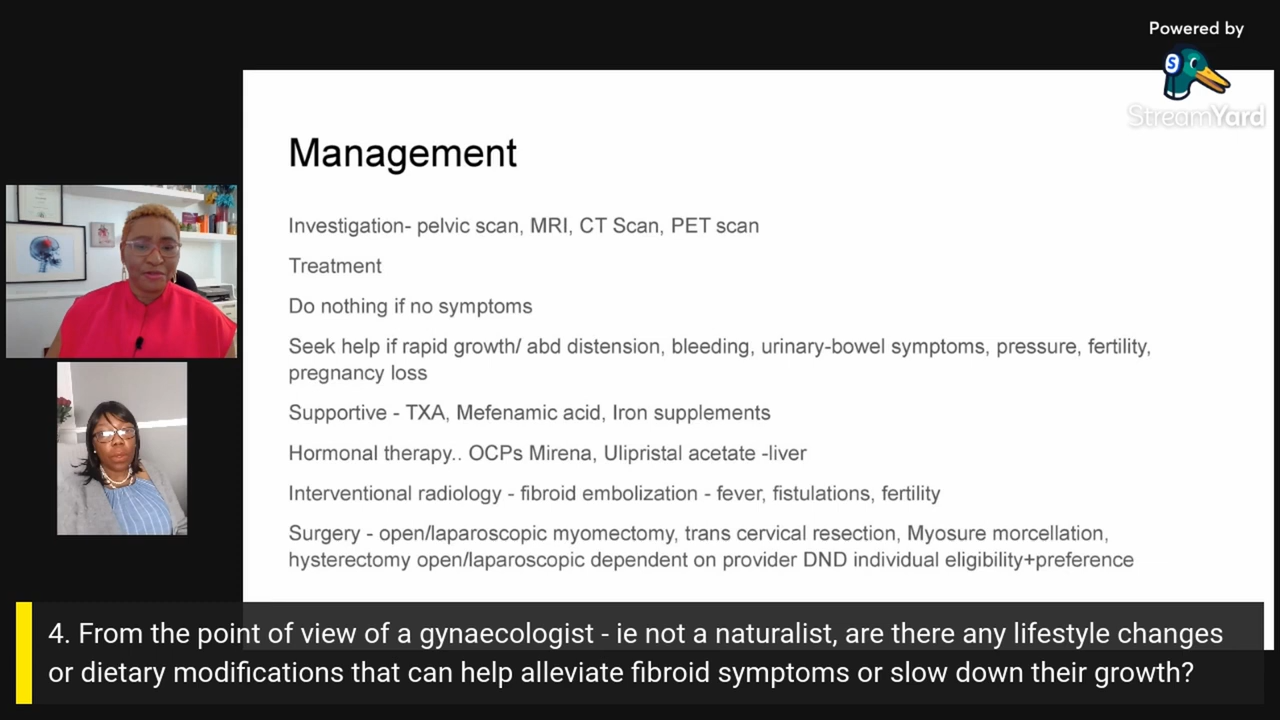 Powered by
S
StreamYard
Management
Investigation- pelvic scan, MRI, CT Scan, PET scan
Treatment
Do nothing if no symptoms
Seek help if rapid growth/ abd distension, bleeding, urinary-bowel symptoms, pressure, fertility,
pregnancy loss
Supportive - TXA, Mefenamic acid, Iron supplements
Hormonal therapy.. OCPs Mirena, Ulipristal acetate -liver
Interventional radiology - fibroid embolization - fever, fistulations, fertility
Surgery - open/laparoscopic myomectomy, trans cervical resection, Myosure morcellation,
hysterectomy open/laparoscopic dependent on provider DND individual eligibility+preference
4. From the point of view of a gynaecologist - ie not a naturalist, are there any lifestyle changes
or dietary modifications that can help alleviate fibroid symptoms or slow down their growth?